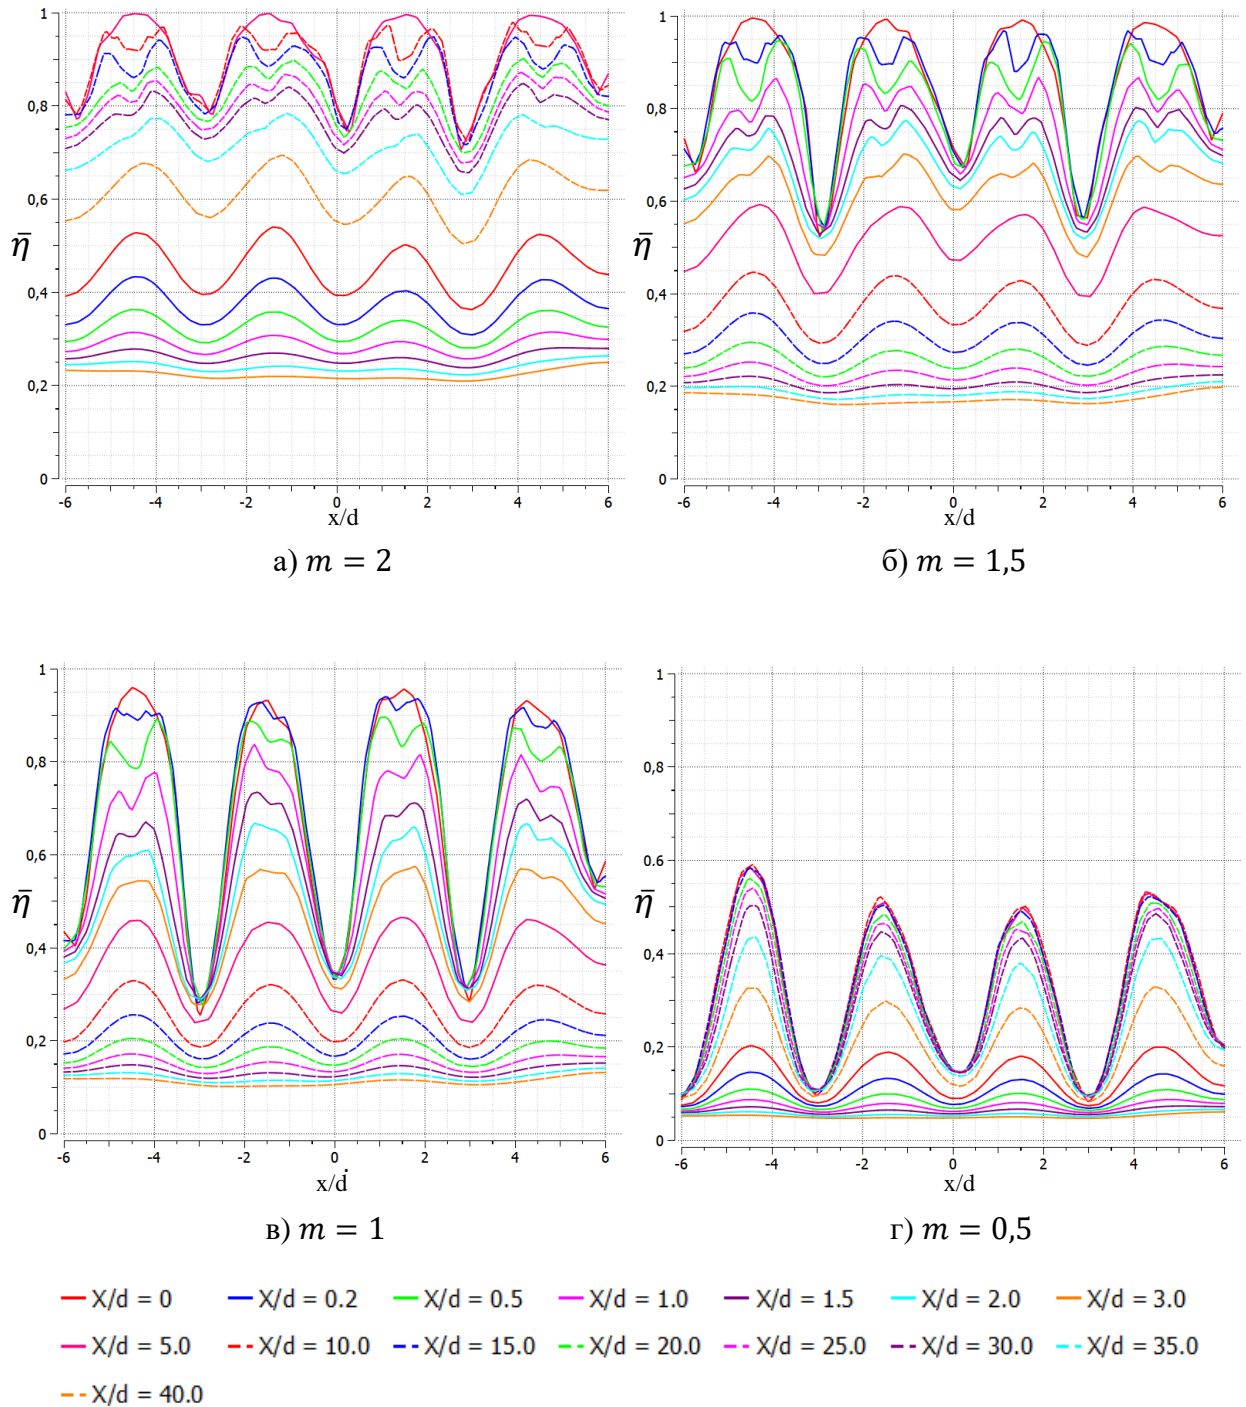 1
0,8
0,6
η̄
0,4
0,2
0
-6 -4 -2 0 2 4 6
x/d
а) m = 2
1
0,8
0,6
η̄
0,4
0,2
0
-6 -4 -2 0 2 4 6
x/d
б) m = 1,5
1
0,8
0,6
η̄
0,4
0,2
0
-6 -4 -2 0 2 4 6
x/d
в) m = 1
1
0,8
0,6
η̄
0,4
0,2
0
-6 -4 -2 0 2 4 6
x/d
г) m = 0,5
X/d = 0 X/d = 0.2 X/d = 0.5 X/d = 1.0 X/d = 1.5 X/d = 2.0 X/d = 3.0
X/d = 5.0 X/d = 10.0 X/d = 15.0 X/d = 20.0 X/d = 25.0 X/d = 30.0 X/d = 35.0
X/d = 40.0